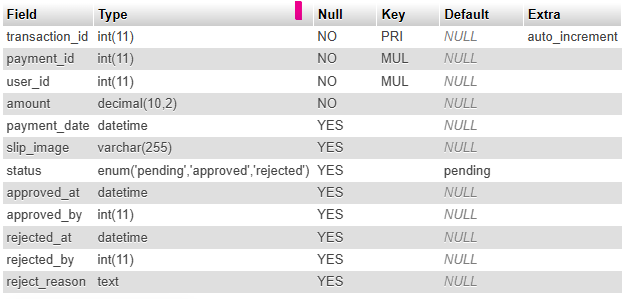 Field Type Null Key Default Extra
transaction_id int(11) NO PRI NULL auto_increment
payment_id int(11) NO MUL NULL
user_id int(11) NO MUL NULL
amount decimal(10,2) NO NULL
payment_date datetime YES NULL
slip_image varchar(255) YES NULL
status enum('pending','approved','rejected') YES pending
approved_at datetime YES NULL
approved_by int(11) YES NULL
rejected_at datetime YES NULL
rejected_by int(11) YES NULL
reject_reason text YES NULL